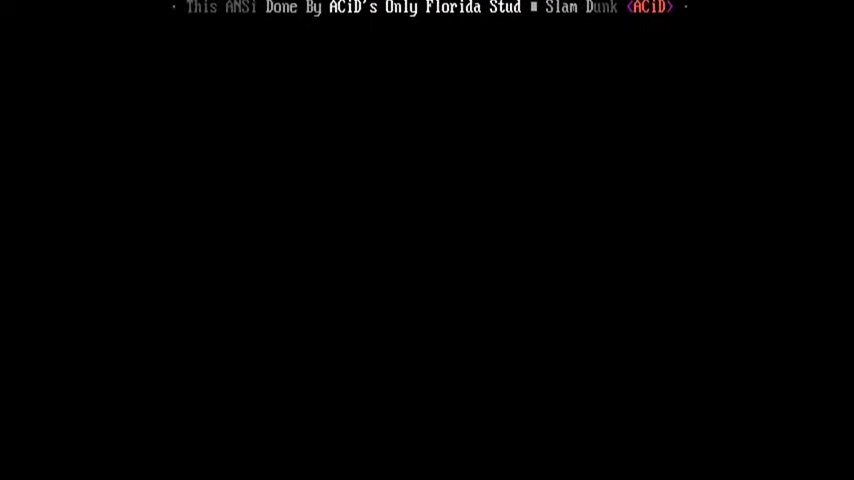 · This ANSi Done By ACiD's Only Florida Stud ■ Slam Dunk <ACiD> ·